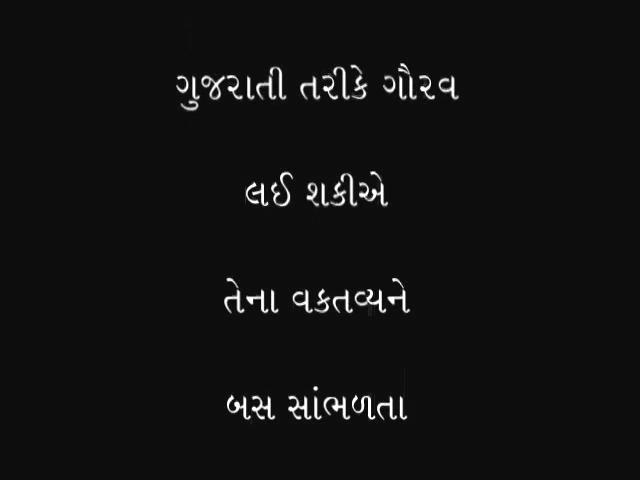 ગુજરાતી તરીકે ગૌરવ
લઈ શકીએ
તેના વકતવ્યને
બસ સાંભળતા